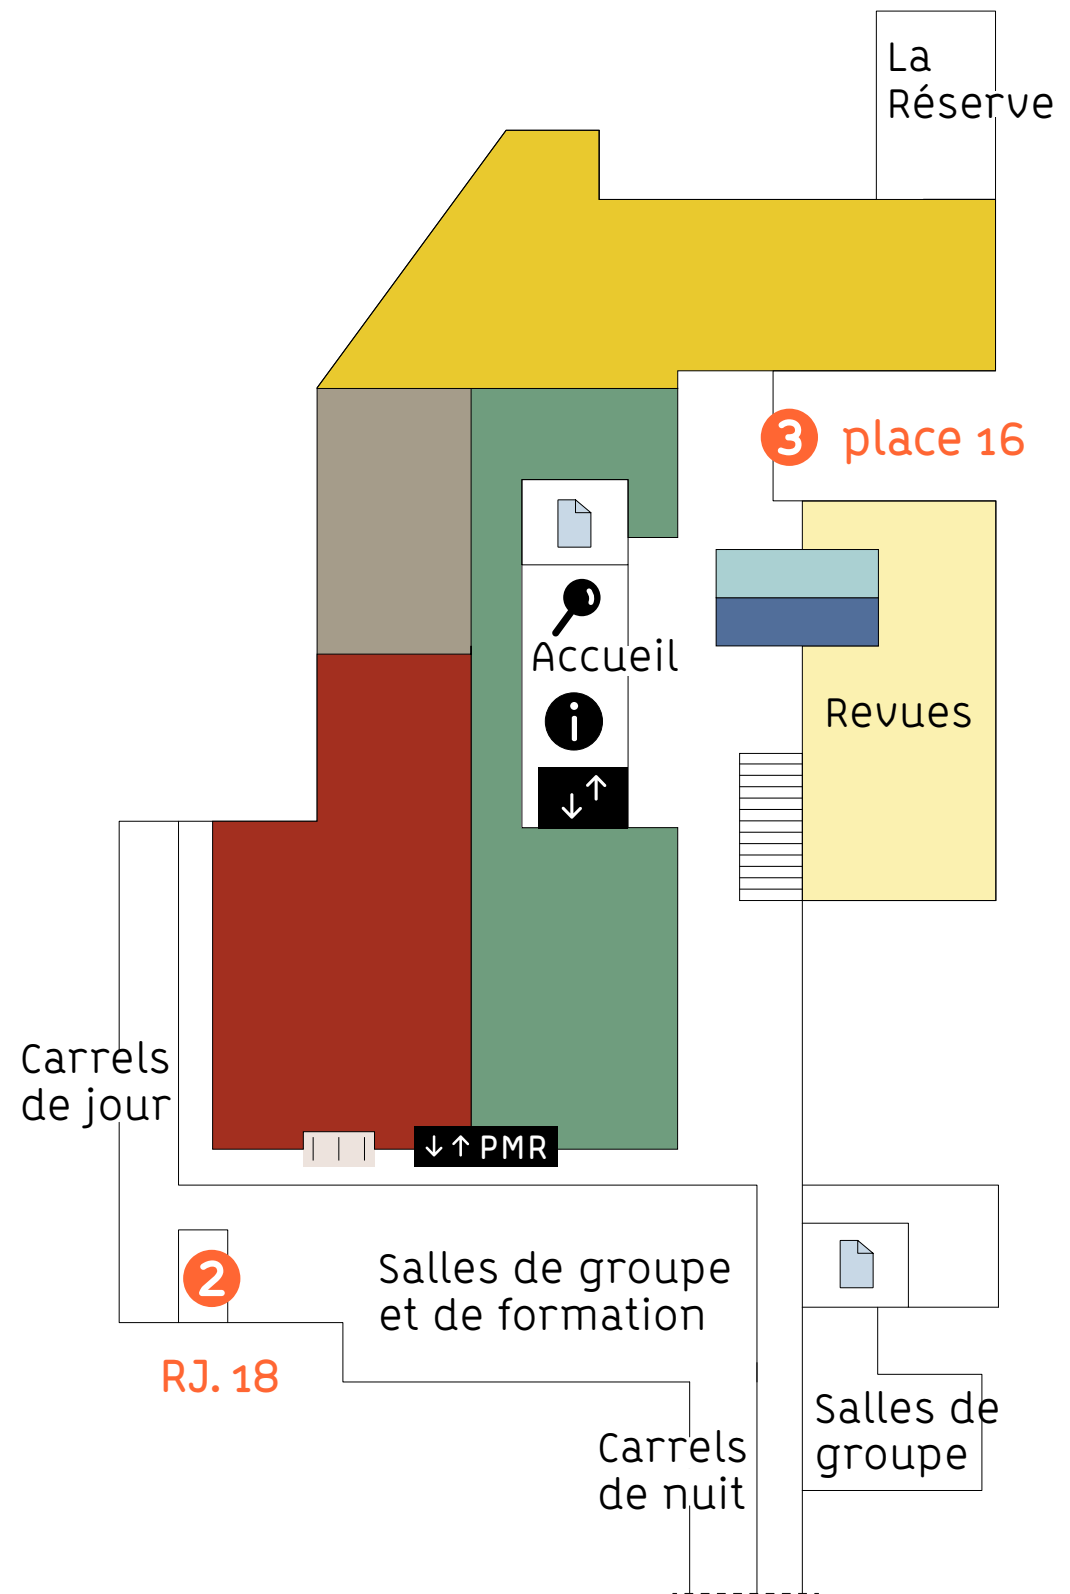 La
Réserve
3 place 16
Accueil
i
Revues
Carrels
de jour
↓↑ PMR
2
RJ. 18
Salles de groupe
et de formation
Salles de
groupe
Carrels
de nuit